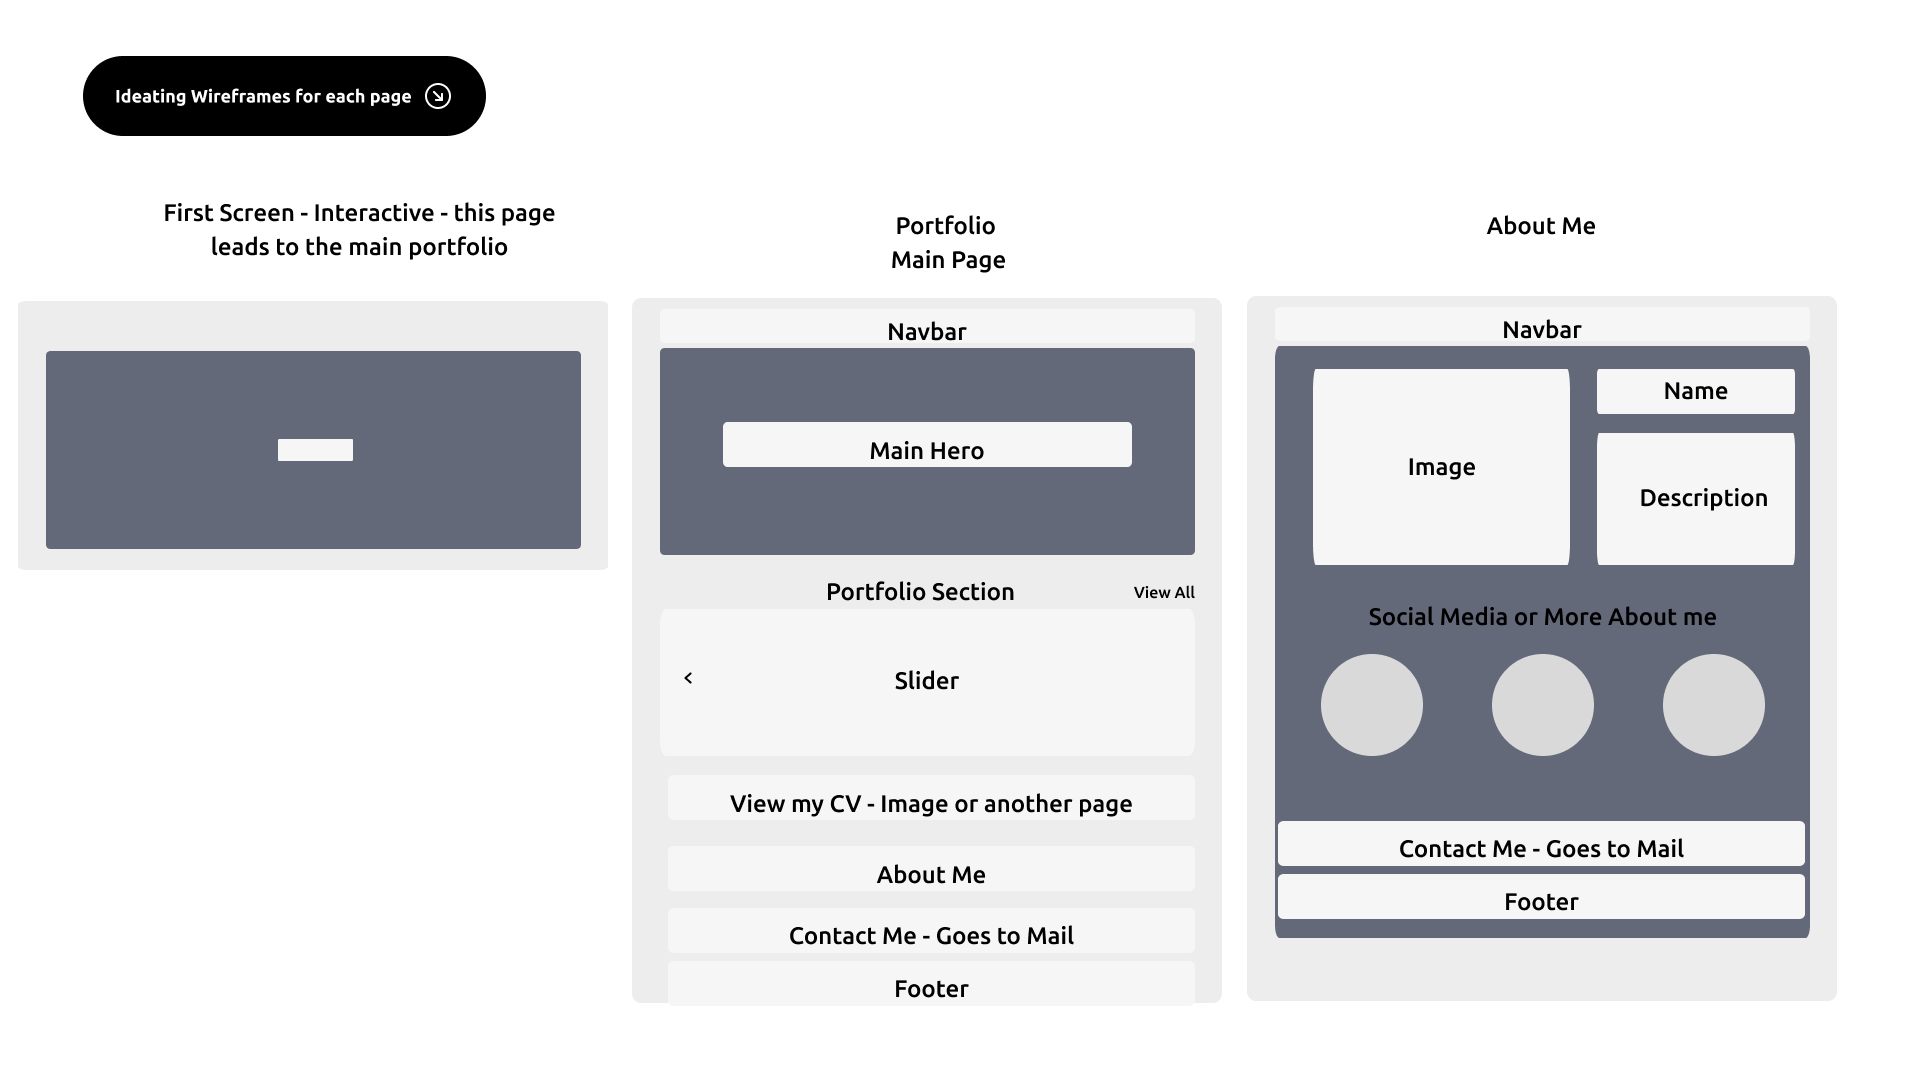 Ideating Wireframes for each page
First Screen - Interactive - this page
leads to the main portfolio
Portfolio
Main Page
Navbar
Main Hero
Portfolio Section
View All
<
Slider
View my CV - Image or another page
About Me
Contact Me - Goes to Mail
Footer
About Me
Navbar
Image
Name
Description
Social Media or More About me
Contact Me - Goes to Mail
Footer